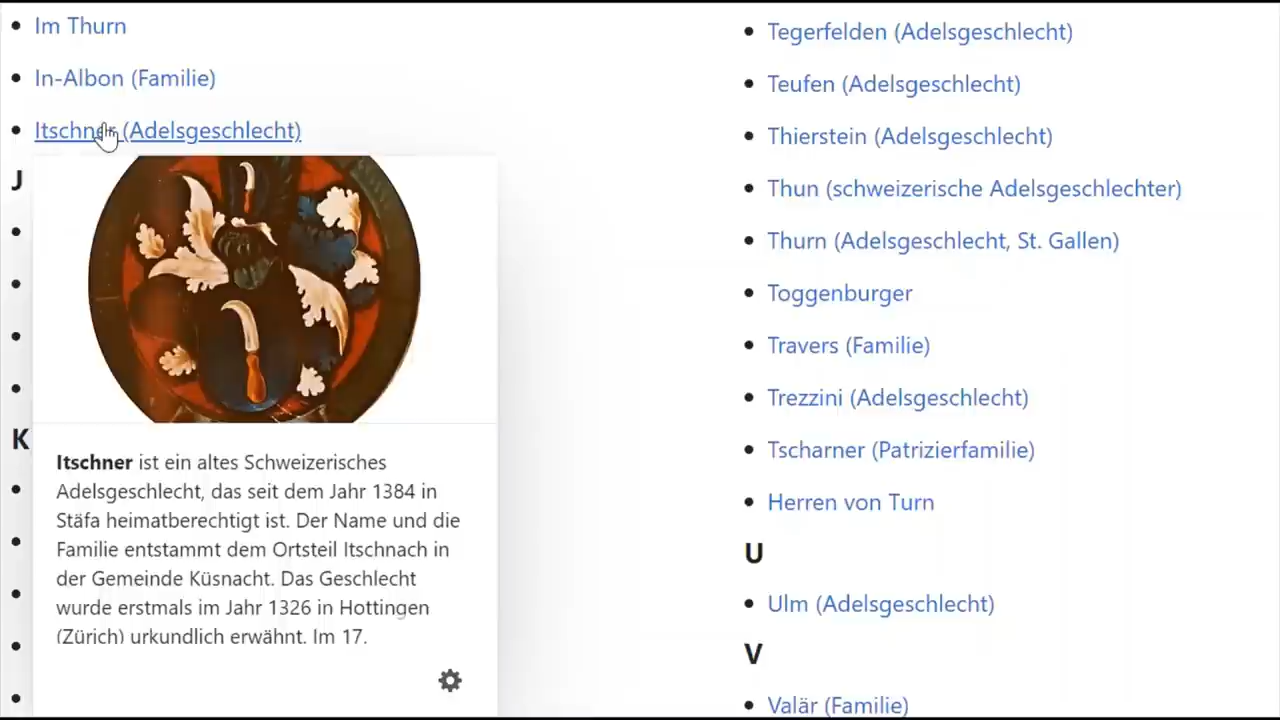 Im Thurn
In-Albon (Familie)
Itschner (Adelsgeschlecht)
J
K
Itschner ist ein altes Schweizerisches
Adelsgeschlecht, das seit dem Jahr 1384 in
Stäfa heimatberechtigt ist. Der Name und die
Familie entstammt dem Ortsteil Itschnach in
der Gemeinde Küsnacht. Das Geschlecht
wurde erstmals im Jahr 1326 in Hottingen
(Zürich) urkundlich erwähnt. Im 17.
Tegerfelden (Adelsgeschlecht)
Teufen (Adelsgeschlecht)
Thierstein (Adelsgeschlecht)
Thun (schweizerische Adelsgeschlechter)
Thurn (Adelsgeschlecht, St. Gallen)
Toggenburger
Travers (Familie)
Trezzini (Adelsgeschlecht)
Tscharner (Patrizierfamilie)
Herren von Turn
U
Ulm (Adelsgeschlecht)
V
Valär (Familie)